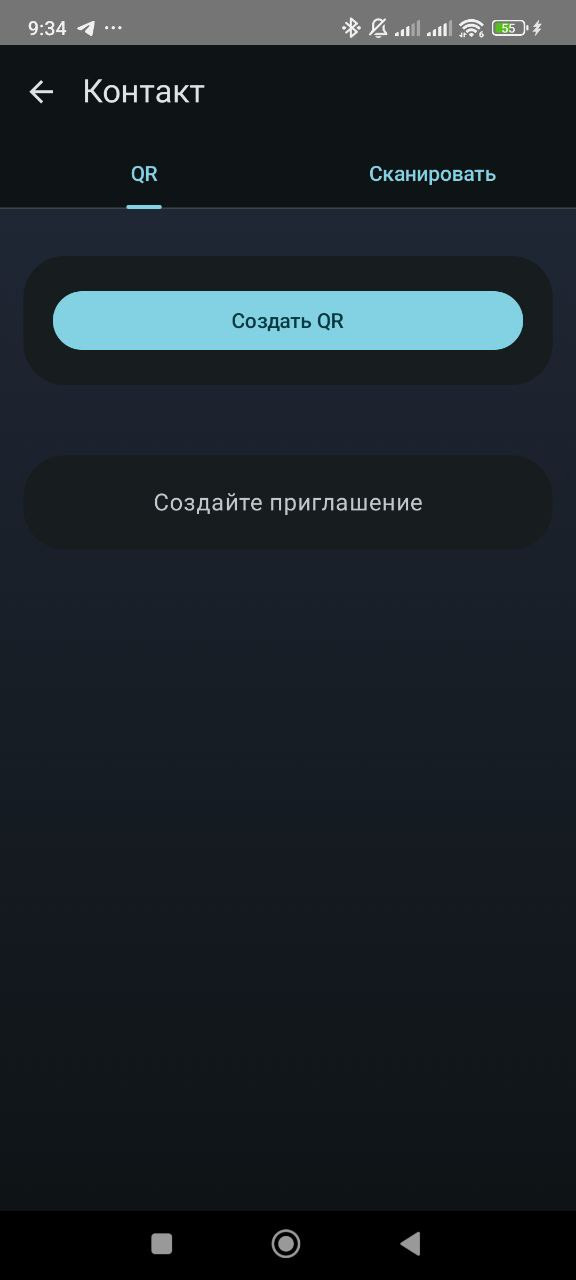 9:34
55
Контакт
QR
Сканировать
Создать QR
Создайте приглашение